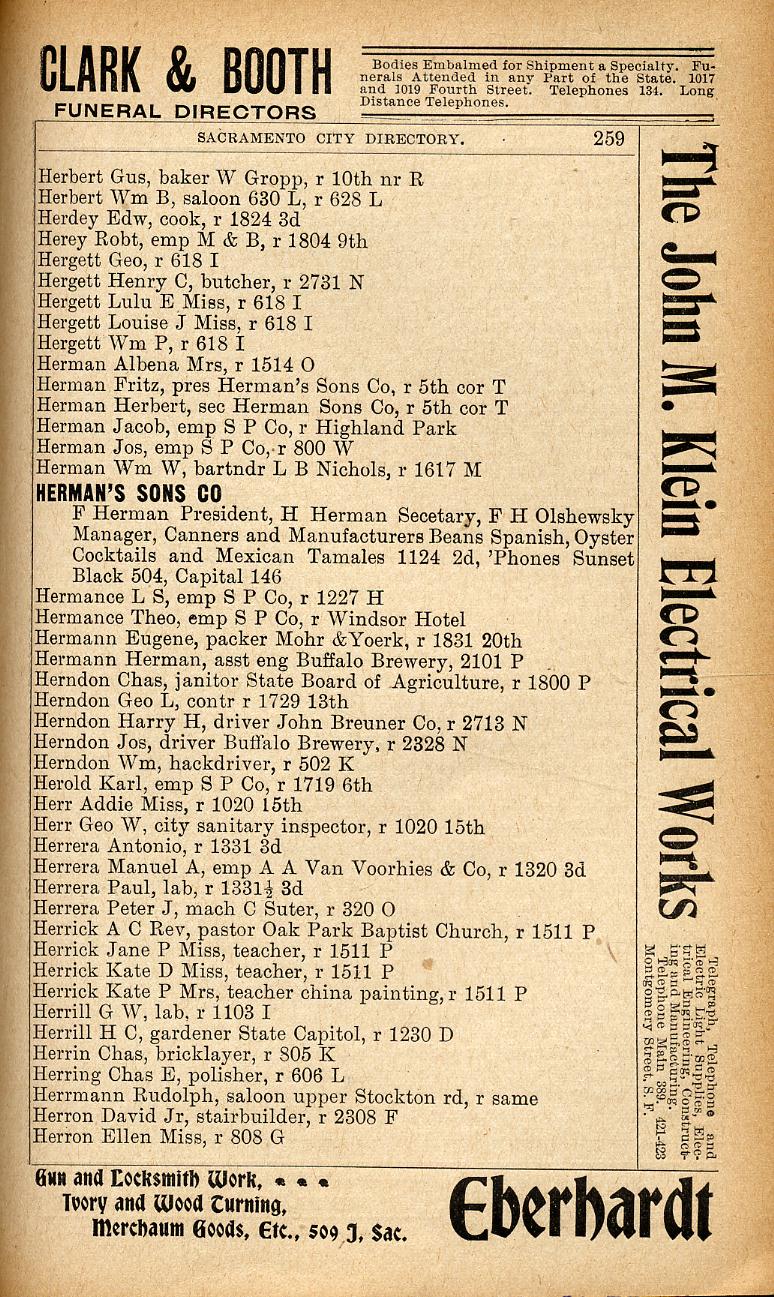 CLARK & BOOTH
FUNERAL DIRECTORS
Bodies Embalmed for Shipment a Specialty. Fu-
nerals Attended in any Part of the State. 1017
and 1019 Fourth Street. Telephones 134. Long
Distance Telephones.
SACRAMENTO CITY DIRECTORY. 259
Herbert Gus, baker W Gropp, r 10th nr R
Herbert Wm B, saloon 630 L, r 628 L
Herdey Edw, cook, r 1824 3d
Herey Robt, emp M & B, r 1804 9th
Hergett Geo, r 618 I
Hergett Henry C, butcher, r 2731 N
Hergett Lulu E Miss, r 618 I
Hergett Louise J Miss, r 618 I
Hergett Wm P, r 618 I
Herman Albena Mrs, r 1514 O
Herman Fritz, pres Herman's Sons Co, r 5th cor T
Herman Herbert, sec Herman Sons Co, r 5th cor T
Herman Jacob, emp S P Co, r Highland Park
Herman Jos, emp S P Co, r 800 W
Herman Wm W, bartndr L B Nichols, r 1617 M
HERMAN'S SONS CO
F Herman President, H Herman Secetary, F H Olshewsky
Manager, Canners and Manufacturers Beans Spanish, Oyster
Cocktails and Mexican Tamales 1124 2d, 'Phones Sunset
Black 504, Capital 146
Hermance L S, emp S P Co, r 1227 H
Hermance Theo, emp S P Co, r Windsor Hotel
Hermann Eugene, packer Mohr & Yoerk, r 1831 20th
Hermann Herman, asst eng Buffalo Brewery, 2101 P
Herndon Chas, janitor State Board of Agriculture, r 1800 P
Herndon Geo L, contr r 1729 13th
Herndon Harry H, driver John Breuner Co, r 2713 N
Herndon Jos, driver Buffalo Brewery, r 2328 N
Herndon Wm, hackdriver, r 502 K
Herold Karl, emp S P Co, r 1719 6th
Herr Addie Miss, r 1020 15th
Herr Geo W, city sanitary inspector, r 1020 15th
Herrera Antonio, r 1331 3d
Herrera Manuel A, emp A A Van Voorhies & Co, r 1320 3d
Herrera Paul, lab, r 1331½ 3d
Herrera Peter J, mach C Suter, r 320 O
Herrick A C Rev, pastor Oak Park Baptist Church, r 1511 P
Herrick Jane P Miss, teacher, r 1511 P
Herrick Kate D Miss, teacher, r 1511 P
Herrick Kate P Mrs, teacher china painting, r 1511 P
Herrill G W, lab, r 1103 I
Herrill H C, gardener State Capitol, r 1230 D
Herrin Chas, bricklayer, r 805 K
Herring Chas E, polisher, r 606 L
Herrmann Rudolph, saloon upper Stockton rd, r same
Herron David Jr, stairbuilder, r 2308 F
Herron Ellen Miss, r 808 G
The John M. Klein Electrical Works
Telegraph, Telephone and
Electric Light Supplies, Elec-
trical Engineering, Construct-
ing and Manufacturing.
Telephone Main 389. 421-423
Montgomery Street, S. F.
Gun and Locksmith Work,
Ivory and Wood Turning,
Merchaum Goods, Etc., 509 J, Sac.
Eberhardt